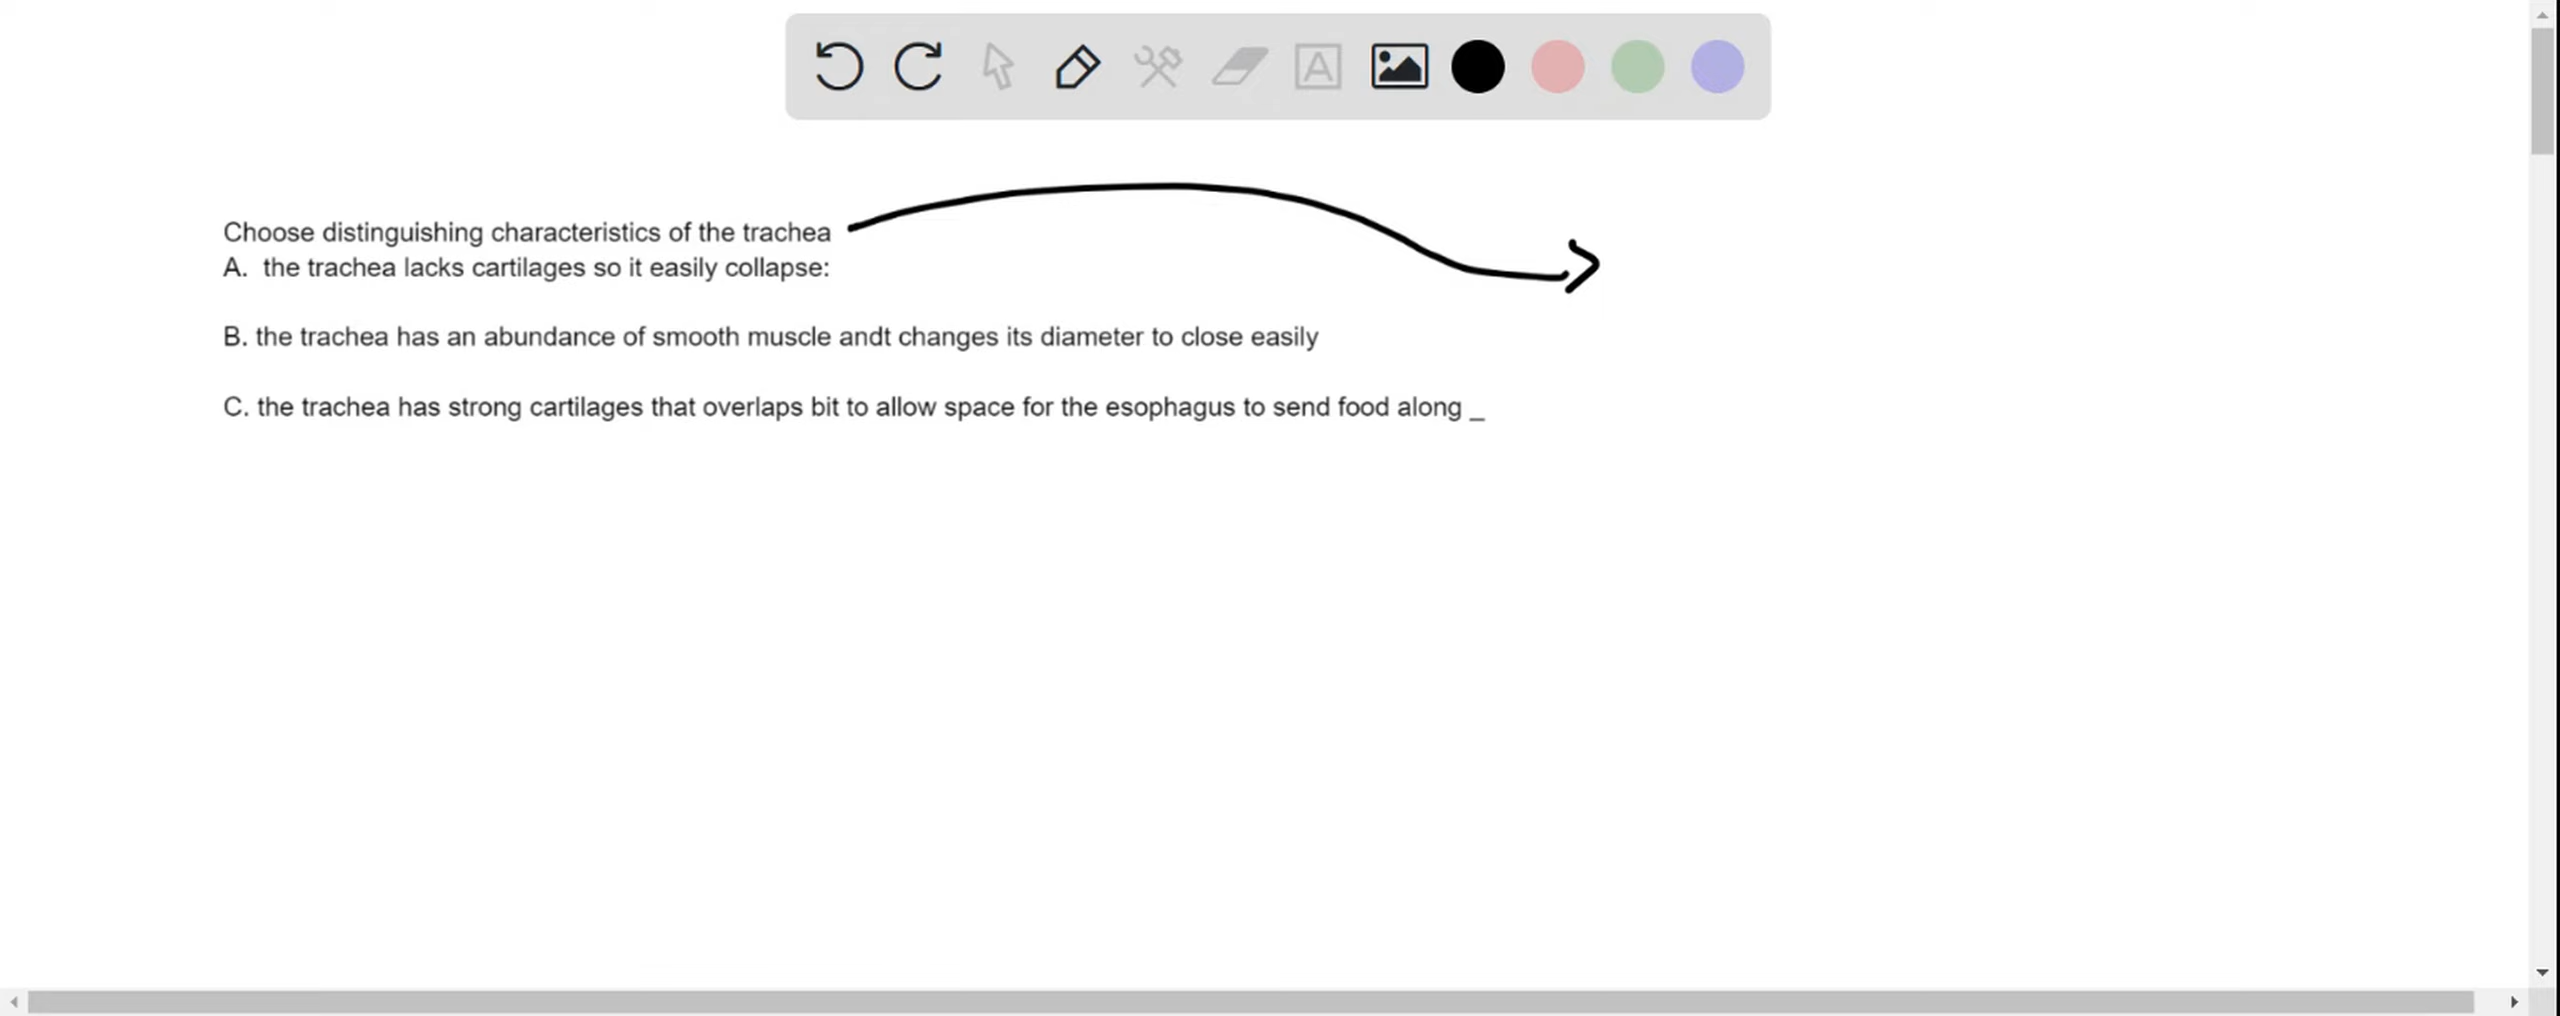 A
Choose distinguishing characteristics of the trachea
A. the trachea lacks cartilages so it easily collapse:
B. the trachea has an abundance of smooth muscle andt changes its diameter to close easily
C. the trachea has strong cartilages that overlaps bit to allow space for the esophagus to send food along _